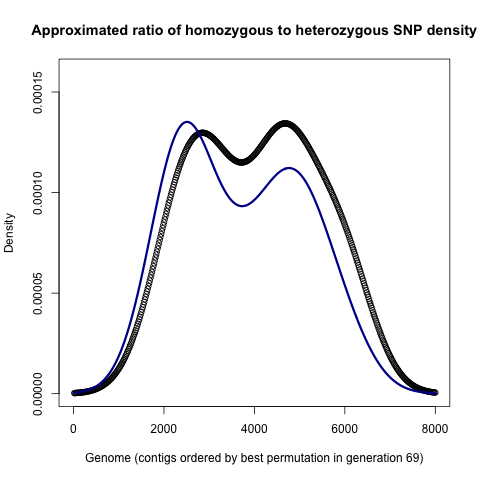 Approximated ratio of homozygous to heterozygous SNP density
0.00015
0.00010
0.00005
0.00000
Density
0 2000 4000 6000 8000
Genome (contigs ordered by best permutation in generation 69)